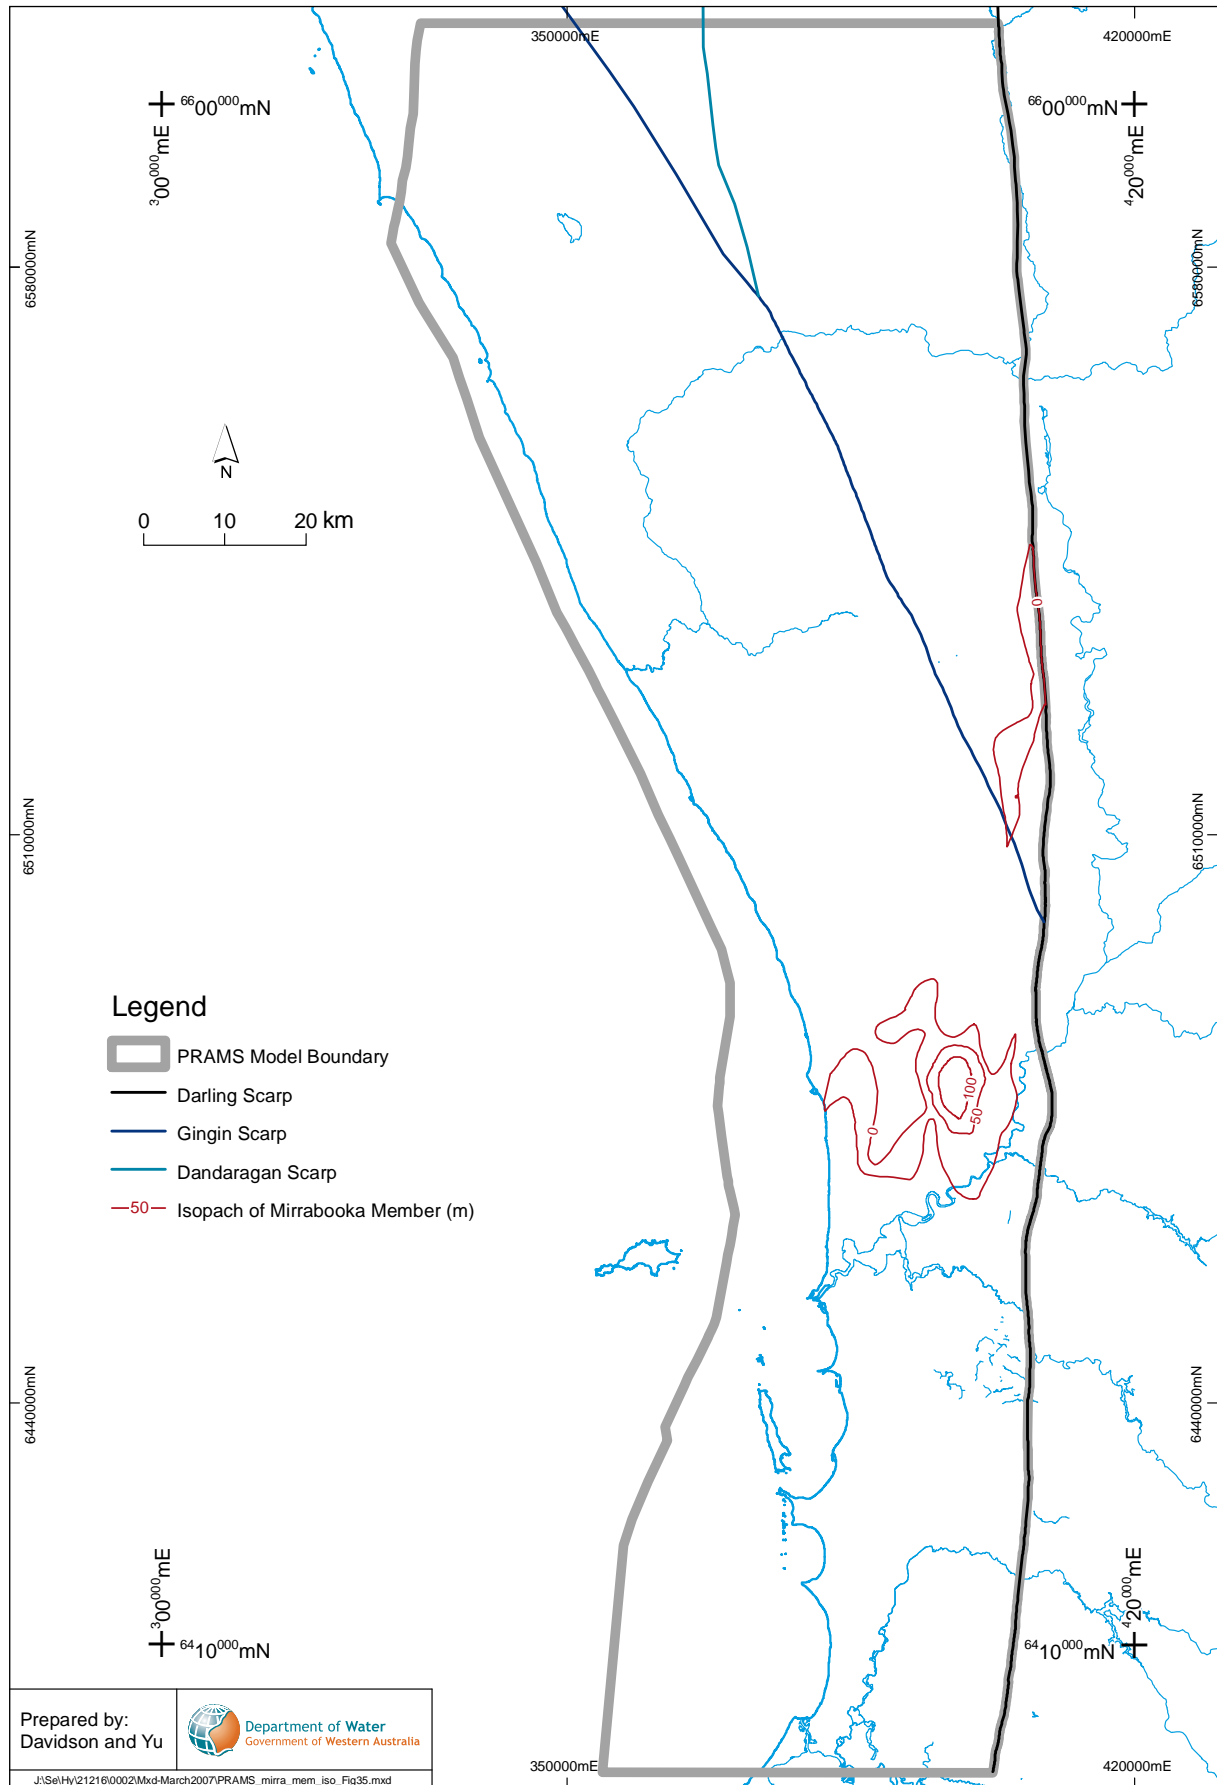 350000mE
420000mE
6600000mN
6600000mN
300000mE
420000mE
6580000mN
6580000mN
N
0 10 20 km
0
6510000mN
6510000mN
Legend
PRAMS Model Boundary
Darling Scarp
Gingin Scarp
Dandaragan Scarp
50 Isopach of Mirrabooka Member (m)
100
50
0
6440000mN
6440000mN
300000mE
420000mE
6410000mN
6410000mN
Prepared by:
Davidson and Yu
Department of Water
Government of Western Australia
350000mE
420000mE
J:\Se\Hy\21216\0002\Mxd-March2007\PRAMS_mirra_mem_iso_Fig35.mxd